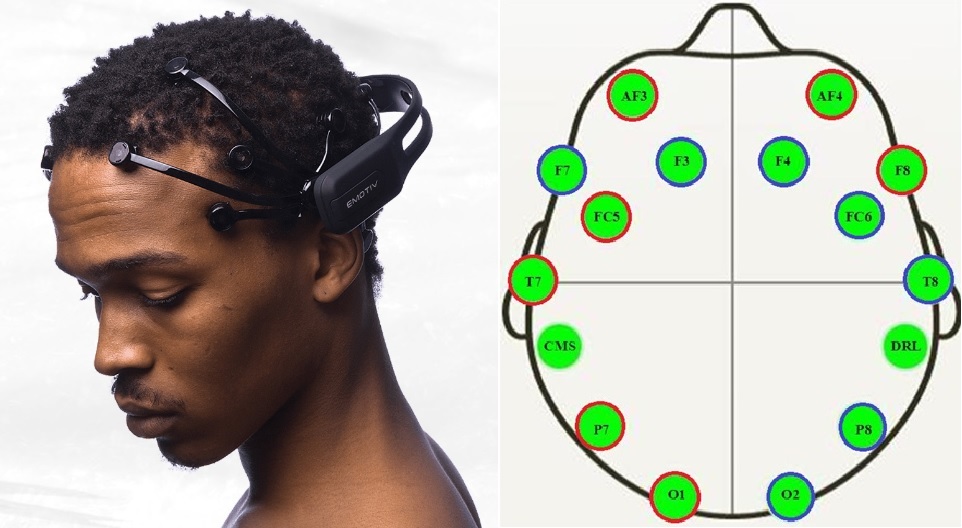 EMOTIV
AF3 AF4
F7 F3 F4 F8
FC5 FC6
T7 T8
CMS DRL
P7 P8
O1 O2